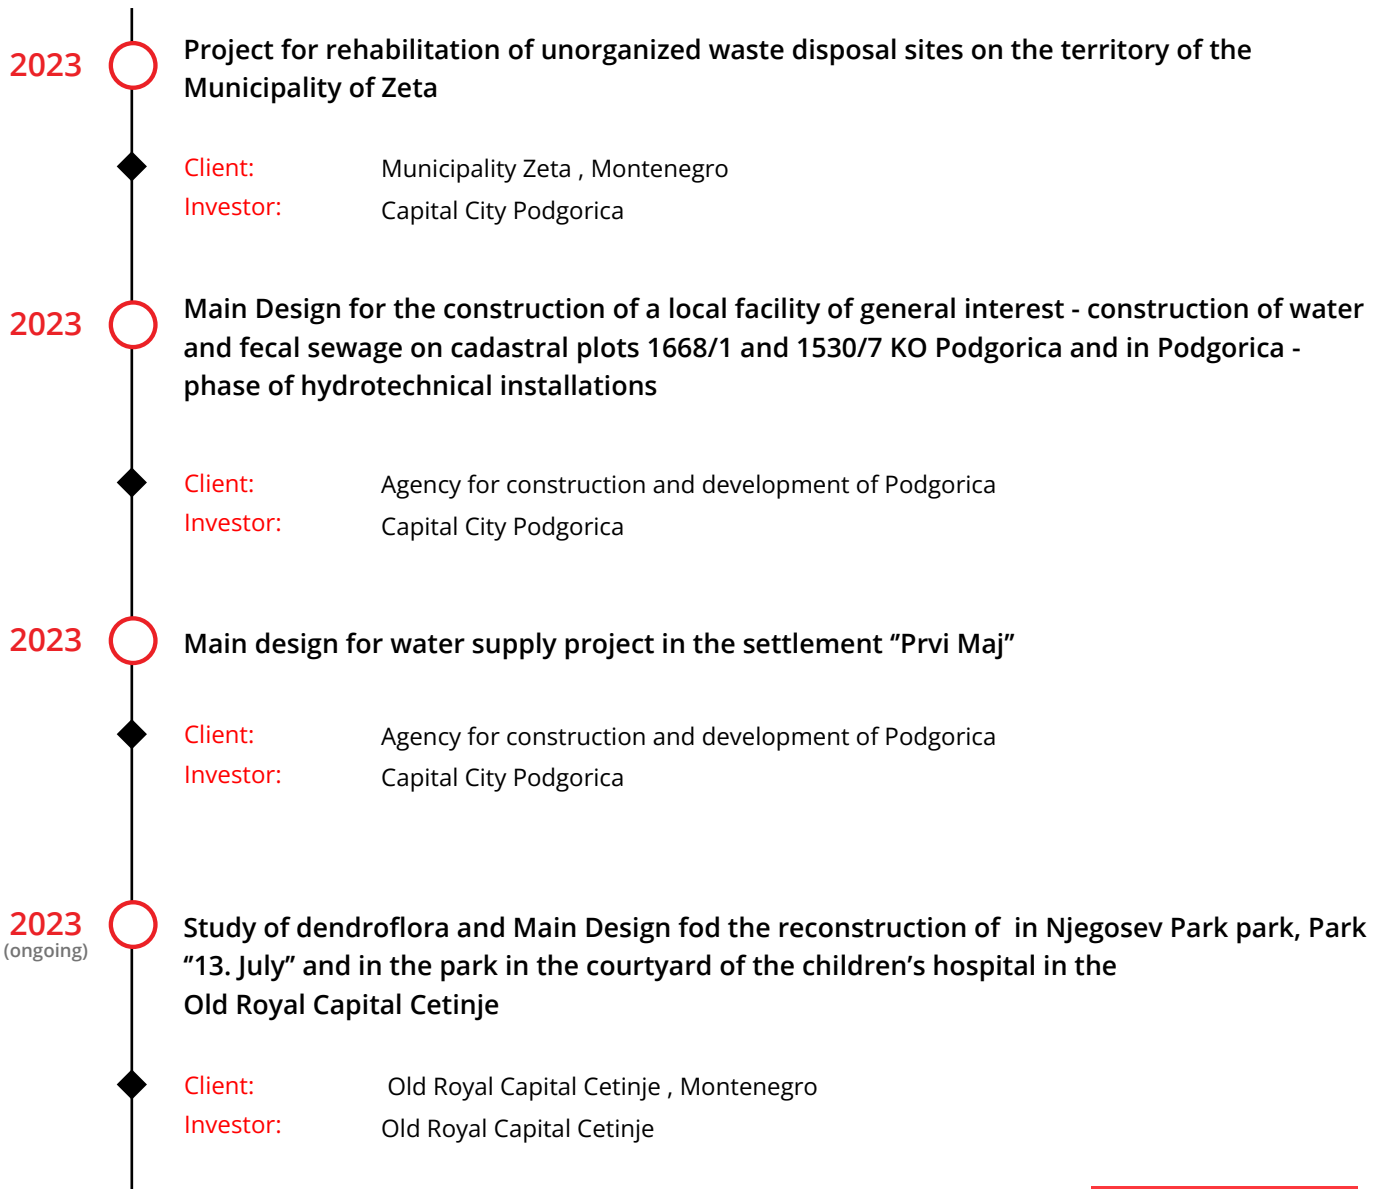 2023
Project for rehabilitation of unorganized waste disposal sites on the territory of the
Municipality of Zeta
Client: Municipality Zeta , Montenegro
Investor: Capital City Podgorica
2023
Main Design for the construction of a local facility of general interest - construction of water
and fecal sewage on cadastral plots 1668/1 and 1530/7 KO Podgorica and in Podgorica -
phase of hydrotechnical installations
Client: Agency for construction and development of Podgorica
Investor: Capital City Podgorica
2023
Main design for water supply project in the settlement “Prvi Maj”
Client: Agency for construction and development of Podgorica
Investor: Capital City Podgorica
2023
(ongoing)
Study of dendroflora and Main Design fod the reconstruction of  in Njegosev Park park, Park
“13. July” and in the park in the courtyard of the children’s hospital in the
Old Royal Capital Cetinje
Client: Old Royal Capital Cetinje , Montenegro
Investor: Old Royal Capital Cetinje